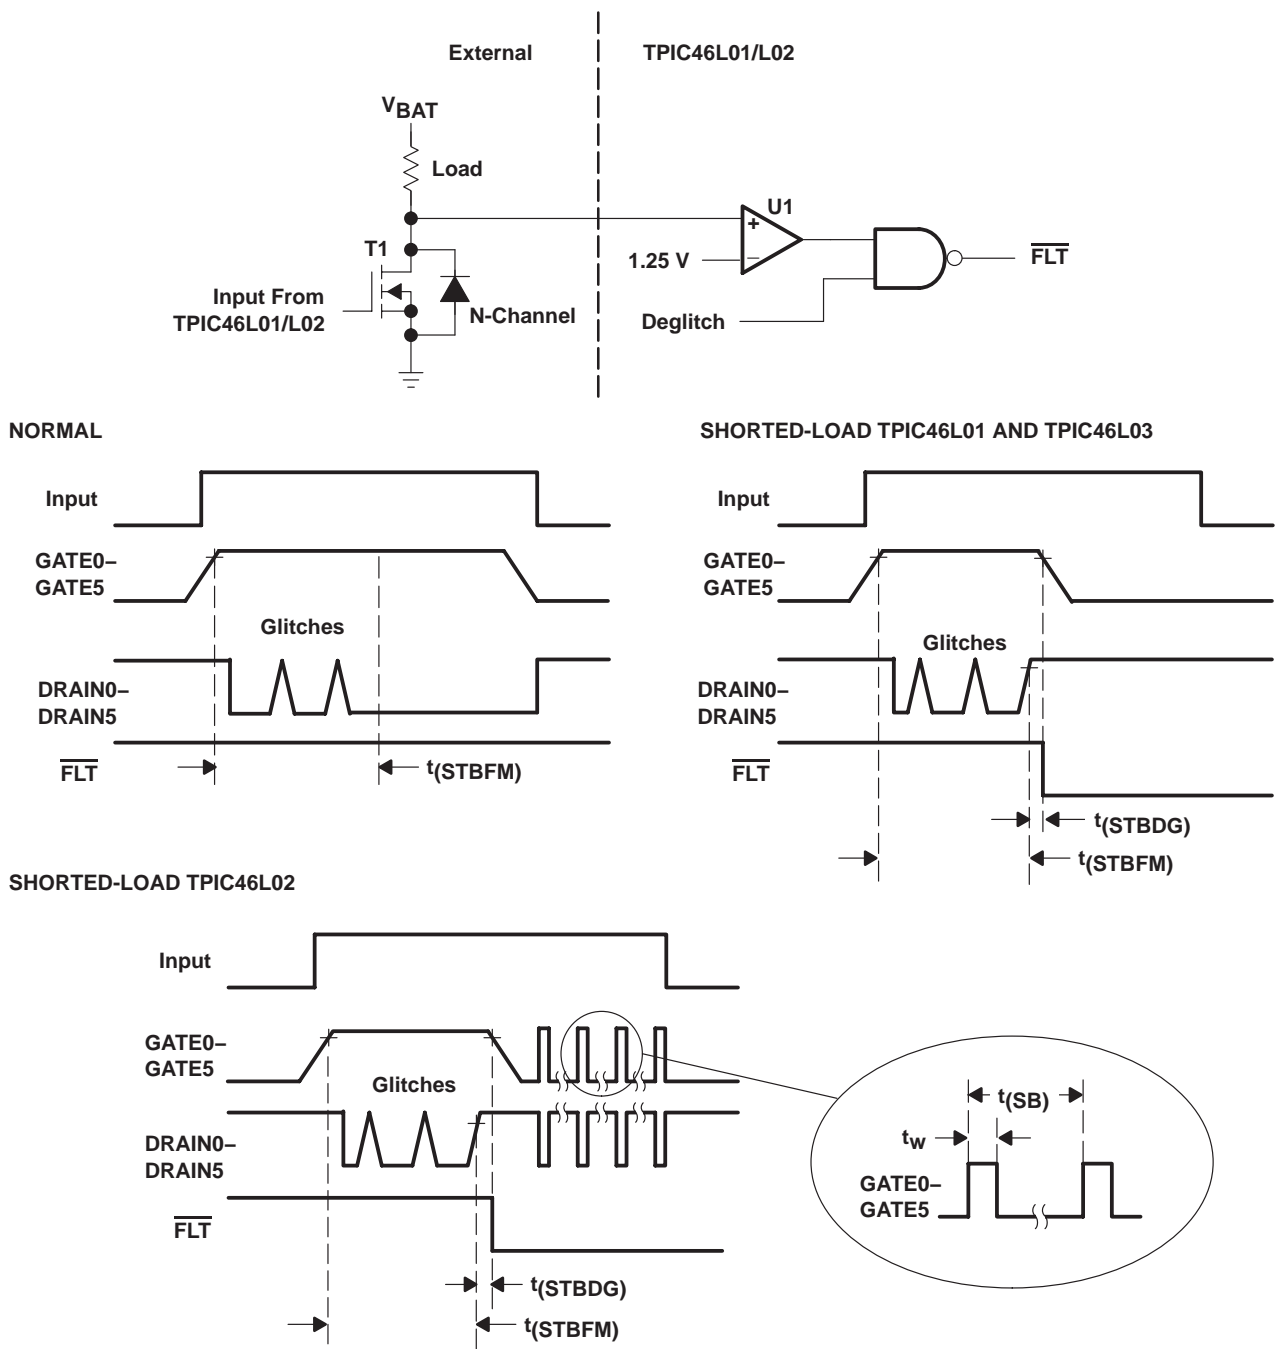 External
TPIC46L01/L02
VBAT
Load
U1
+
–
T1
1.25 V
FLT
Input From
TPIC46L01/L02
N-Channel
Deglitch
NORMAL
Input
GATE0–
GATE5
Glitches
DRAIN0–
DRAIN5
FLT
t(STBFM)
SHORTED-LOAD TPIC46L01 AND TPIC46L03
Input
GATE0–
GATE5
Glitches
DRAIN0–
DRAIN5
FLT
t(STBDG)
t(STBFM)
SHORTED-LOAD TPIC46L02
Input
GATE0–
GATE5
Glitches
DRAIN0–
DRAIN5
FLT
t(STBDG)
t(STBFM)
t(SB)
tw
GATE0–
GATE5